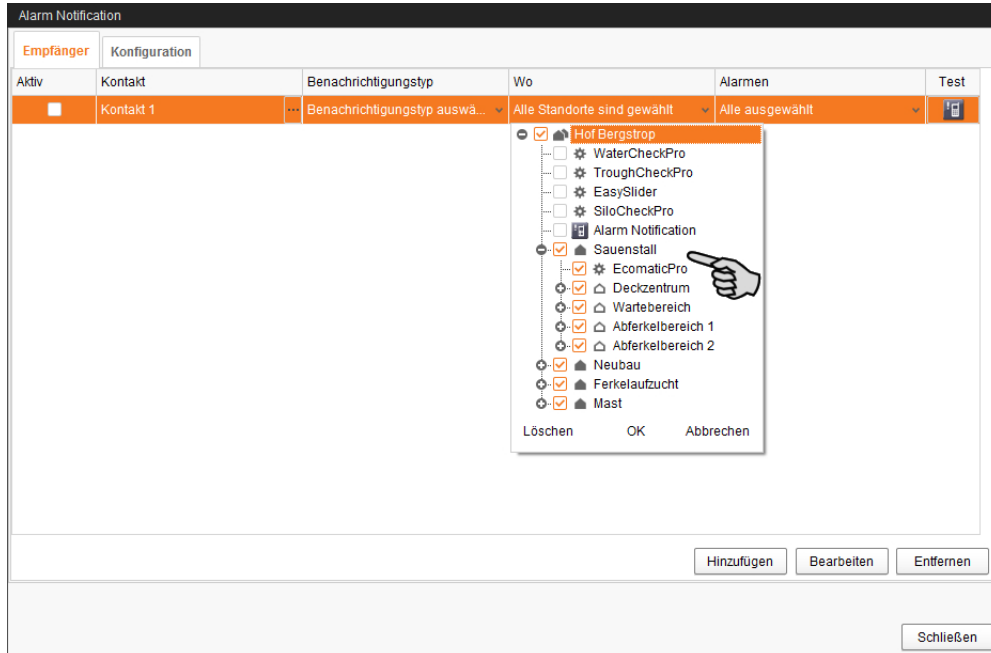 Alarm Notification
Empfänger Konfiguration
Aktiv Kontakt Benachrichtigungstyp Wo Alarmen Test
Kontakt 1 ... Benachrichtigungstyp auswä... Alle Standorte sind gewählt Alle ausgewählt
Hof Bergstrop
WaterCheckPro
TroughCheckPro
EasySlider
SiloCheckPro
Alarm Notification
Sauenstall
EcomaticPro
Deckzentrum
Wartebereich
Abferkelbereich 1
Abferkelbereich 2
Neubau
Ferkelaufzucht
Mast
Löschen OK Abbrechen
Hinzufügen Bearbeiten Entfernen
Schließen